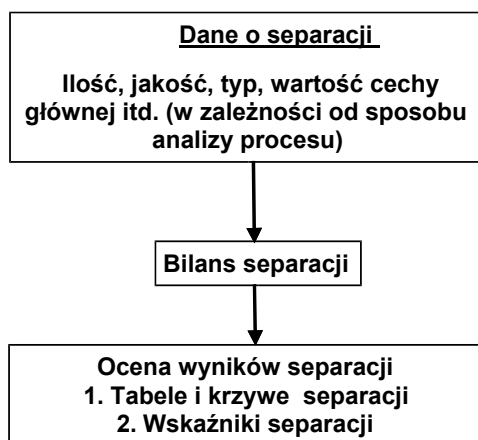 Dane o separacji
Ilość, jakość, typ, wartość cechy
głównej itd. (w zależności od sposobu
analizy procesu)
Bilans separacji
Ocena wyników separacji
1. Tabele i krzywe separacji
2. Wskaźniki separacji